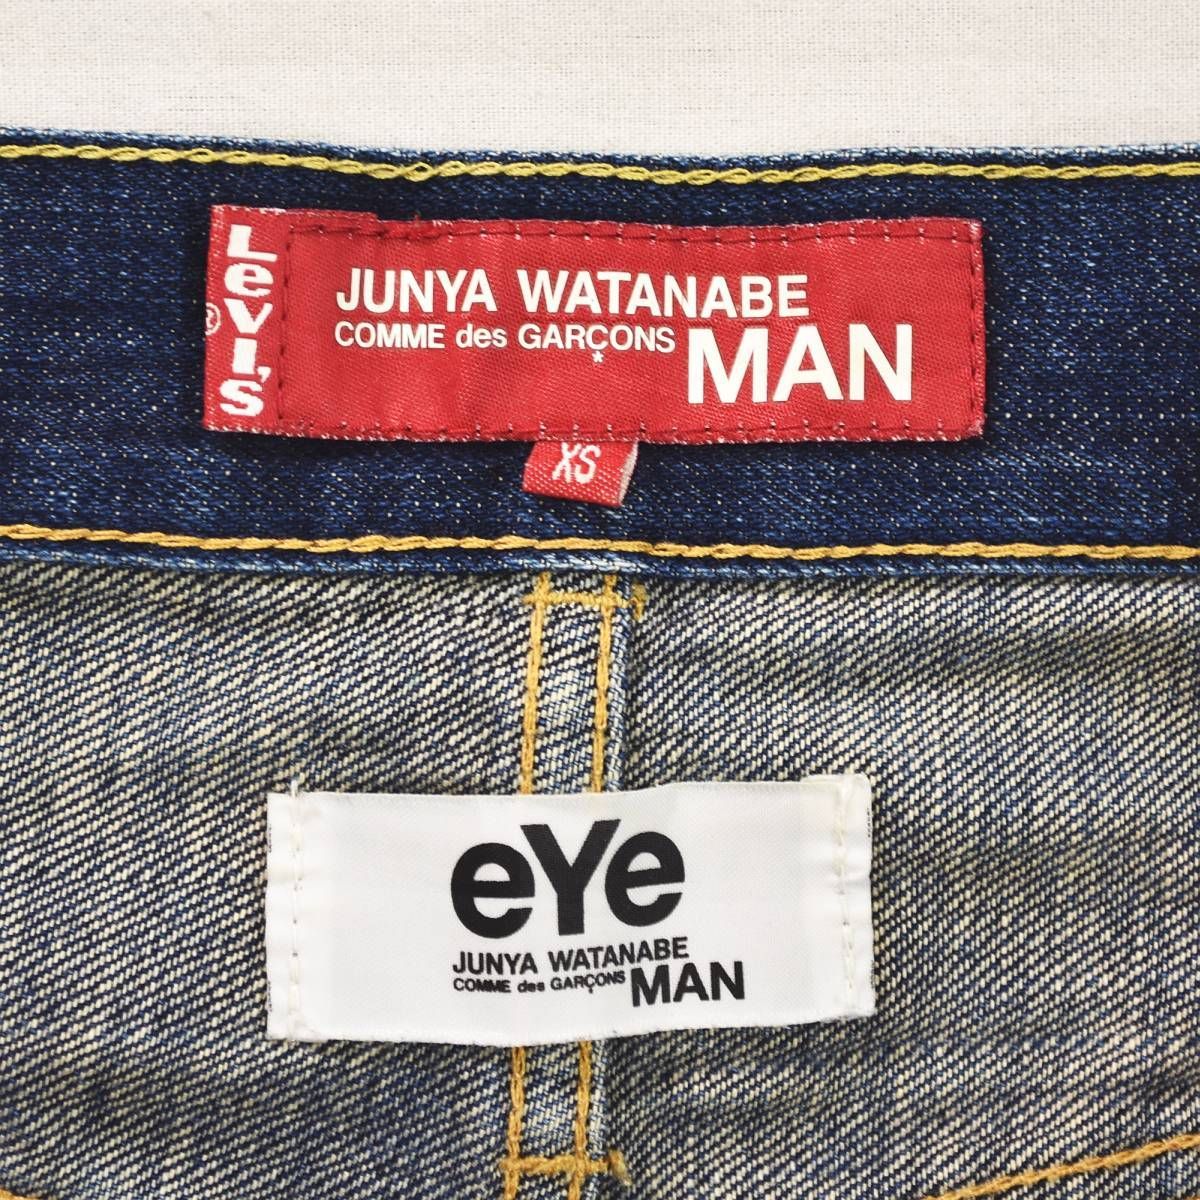 Levi's
®
JUNYA WATANABE
COMME des GARÇONS MAN
*
XS
eYe
JUNYA WATANABE
COMME des GARÇONS MAN